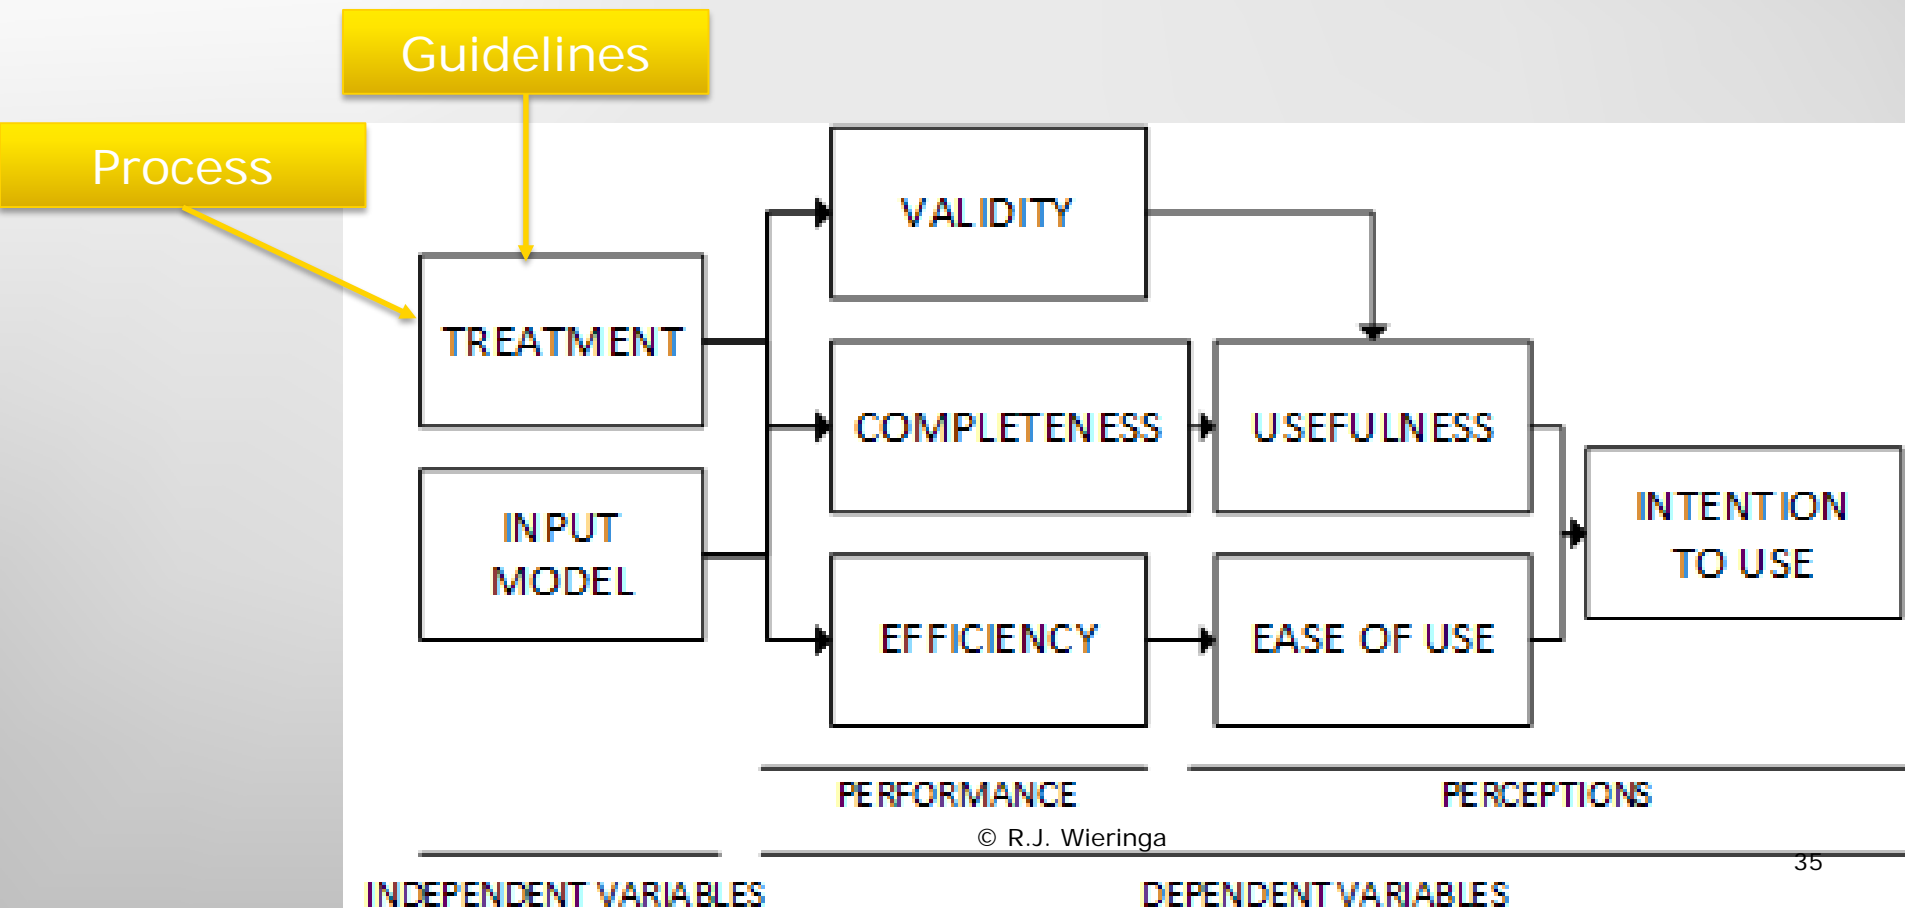 Guidelines
Process
VALIDITY
TREATMENT
COMPLETENESS
USEFULNESS
INPUT
MODEL
INTENTION
TO USE
EFFICIENCY
EASE OF USE
PERFORMANCE
PERCEPTIONS
© R.J. Wieringa
35
INDEPENDENT VARIABLES
DEPENDENT VARIABLES